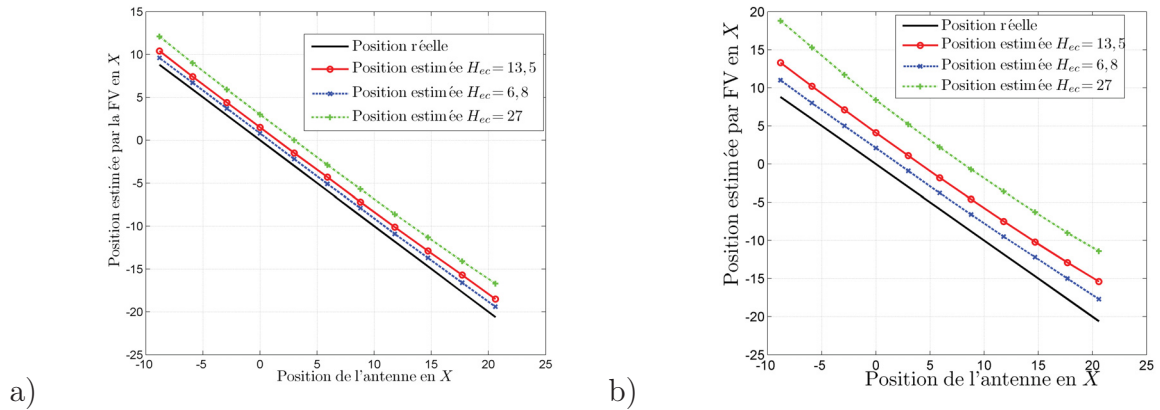 15
10
5
0
-5
-10
-15
-20
-25
-10 -5 0 5 10 15 20 25
Position estimée par la FV en X
Position de l'antenne en X
Position réelle
Position estimée Hec = 13,5
Position estimée Hec = 6,8
Position estimée Hec = 27
a)
20
15
10
5
0
-5
-10
-15
-20
-25
-10 -5 0 5 10 15 20 25
Position estimée par FV en X
Position de l'antenne en X
Position réelle
Position estimée Hec = 13,5
Position estimée Hec = 6,8
Position estimée Hec = 27
b)